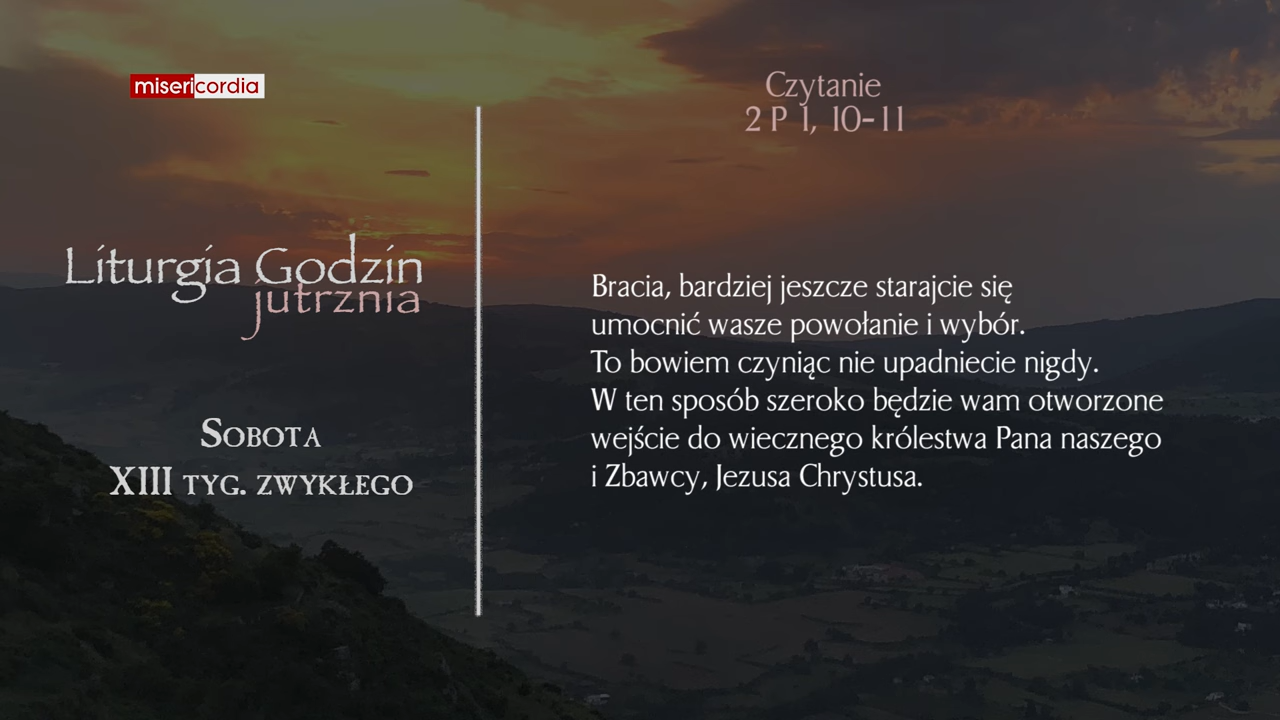 misericordia
Liturgia Godzin
jutrznia
Sobota
XIII tyg. zwykłego
Czytanie
2 P 1, 10-11
Bracia, bardziej jeszcze starajcie się
umocnić wasze powołanie i wybór.
To bowiem czyniąc nie upadniecie nigdy.
W ten sposób szeroko będzie wam otworzone
wejście do wiecznego królestwa Pana naszego
i Zbawcy, Jezusa Chrystusa.